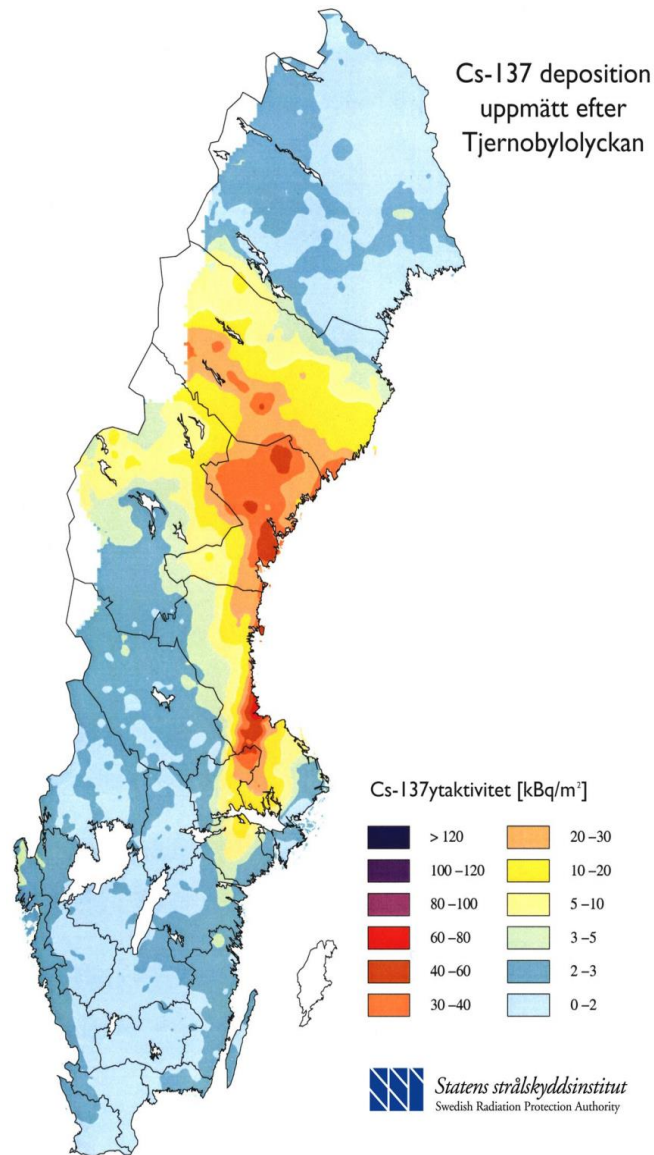 Cs-137 deposition
uppmätt efter
Tjernobylolyckan
Cs-137ytaktivitet [kBq/m²]
> 120
100 –120
80 –100
60 –80
40 –60
30 –40
20 –30
10 –20
5 –10
3 –5
2 –3
0 –2
Statens strålskyddsinstitut
Swedish Radiation Protection Authority